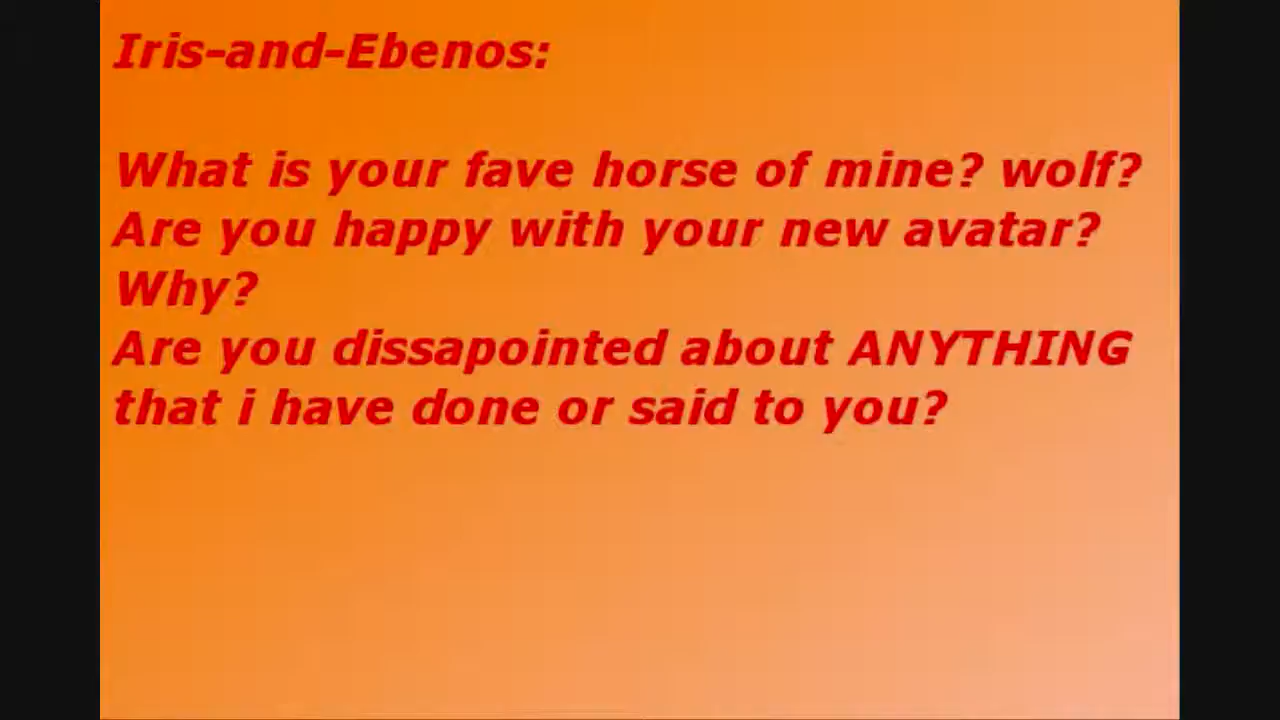 Iris-and-Ebenos:
What is your fave horse of mine? wolf?
Are you happy with your new avatar?
Why?
Are you dissapointed about ANYTHING
that i have done or said to you?